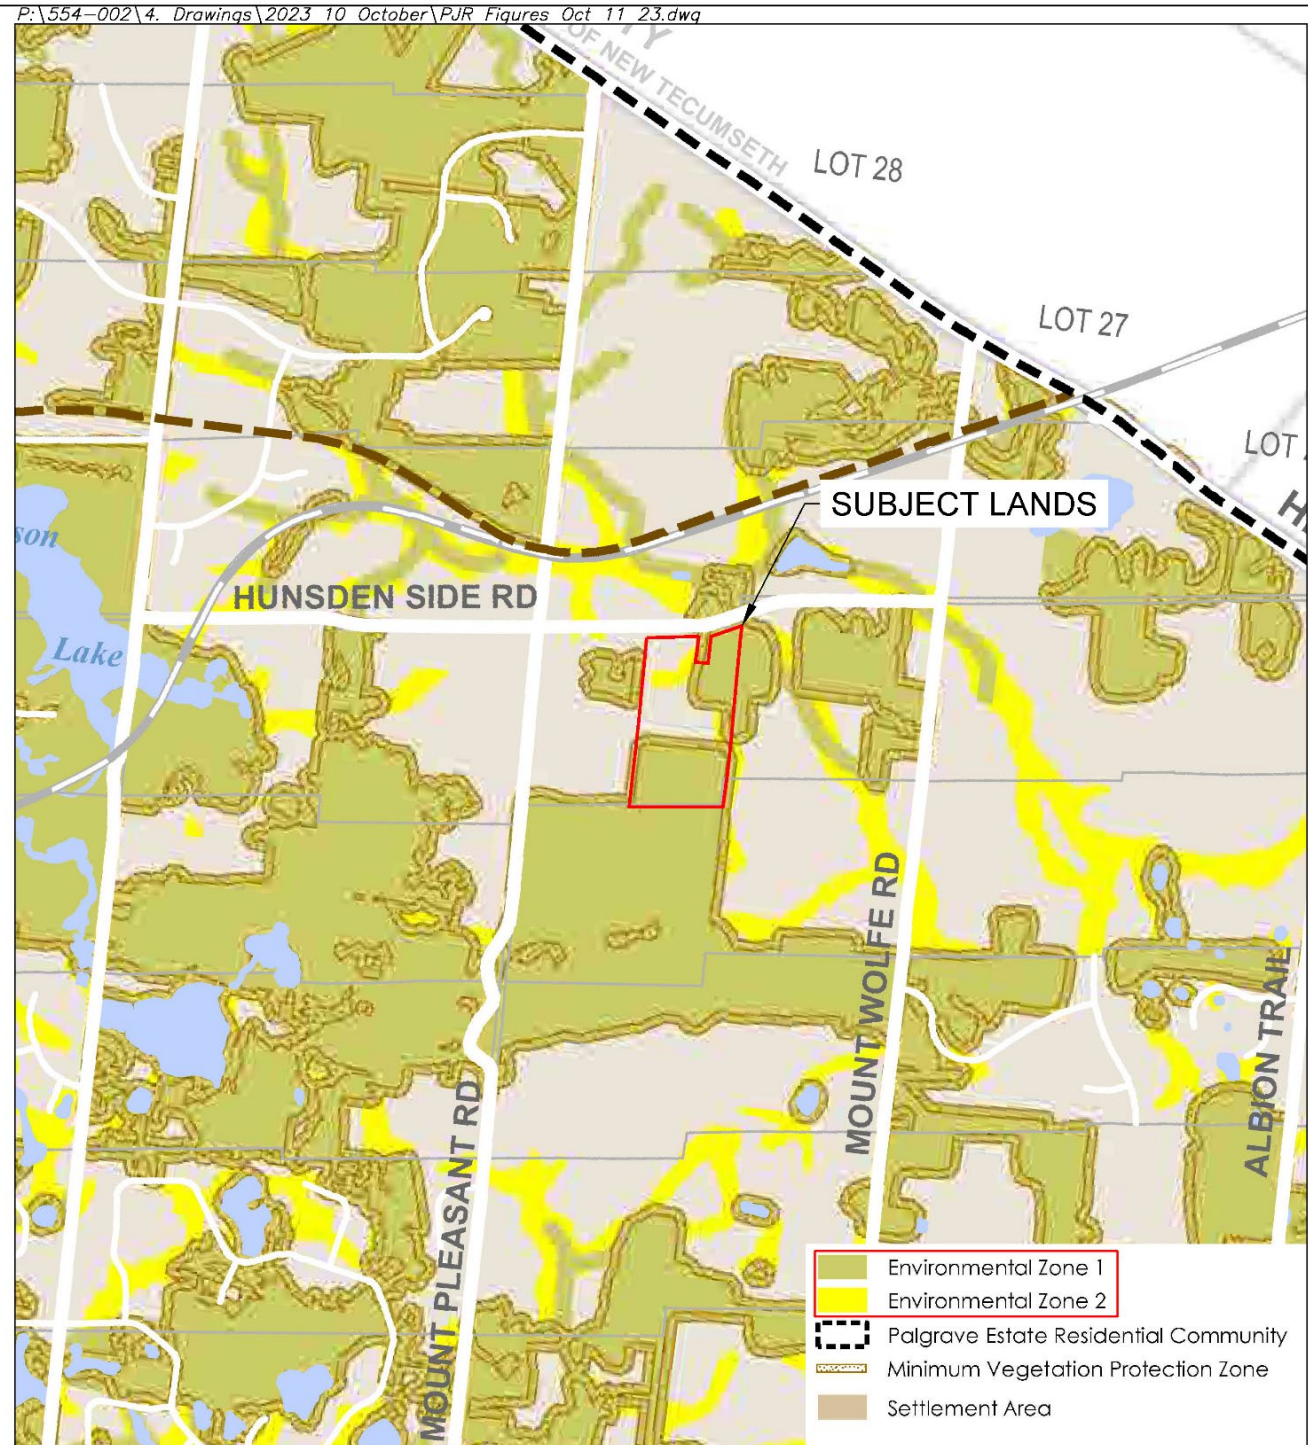 P:\554-002\4. Drawings\2023 10 October\PJR Figures Oct 11 23.dwg
OF NEW TECUMSETH
LOT 28
LOT 27
LOT
SUBJECT LANDS
HUNSDEN SIDE RD
Lake
MOUNT WOLFE RD
MOUNT PLEASANT RD
ALBION TRAIL
Environmental Zone 1
Environmental Zone 2
Palgrave Estate Residential Community
Minimum Vegetation Protection Zone
Settlement Area